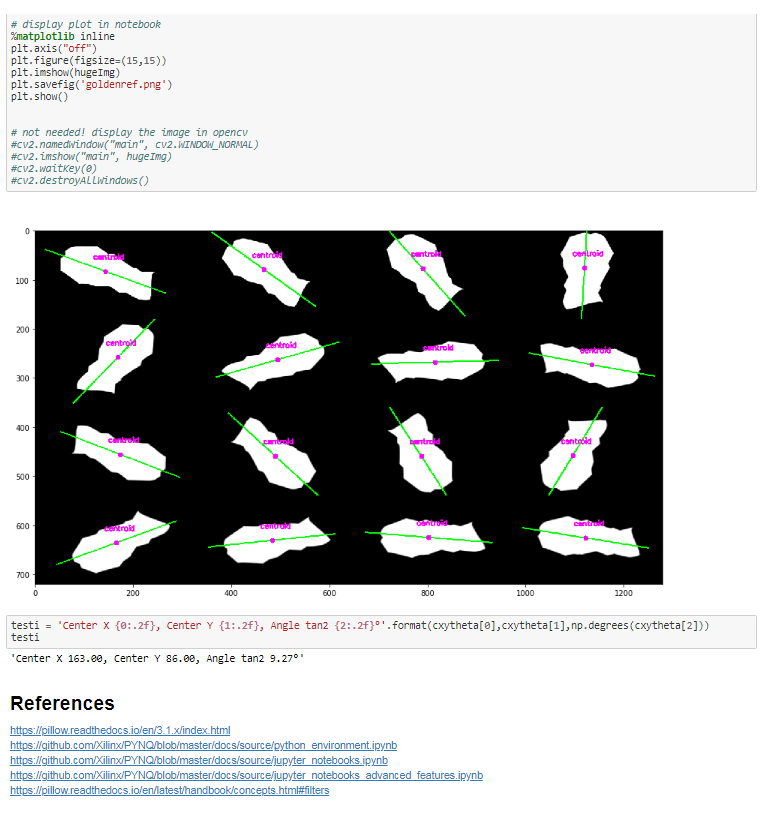 # display plot in notebook
%matplotlib inline
plt.axis("off")
plt.figure(figsize=(15,15))
plt.imshow(hugeImg)
plt.savefig('goldenref.png')
plt.show()
# not needed! display the image in opencv
#cv2.namedWindow("main", cv2.WINDOW_NORMAL)
#cv2.imshow("main", hugeImg)
#cv2.waitKey(0)
#cv2.destroyAllWindows()
0
centroid centroid centroid centroid
100
200
centroid centroid centroid centroid
300
400
centroid centroid centroid centroid
500
600
centroid centroid centroid centroid
700
0 200 400 600 800 1000 1200
testi = 'Center X {0:.2f}, Center Y {1:.2f}, Angle tan2 {2:.2f}°'.format(cxytheta[0],cxytheta[1],np.degrees(cxytheta[2]))
testi
'Center X 163.00, Center Y 86.00, Angle tan2 9.27°'
References
https://pillow.readthedocs.io/en/3.1.x/index.html
https://github.com/Xilinx/PYNQ/blob/master/docs/source/python_environment.ipynb
https://github.com/Xilinx/PYNQ/blob/master/docs/source/jupyter_notebooks.ipynb
https://github.com/Xilinx/PYNQ/blob/master/docs/source/jupyter_notebooks_advanced_features.ipynb
https://pillow.readthedocs.io/en/latest/handbook/concepts.html#filters